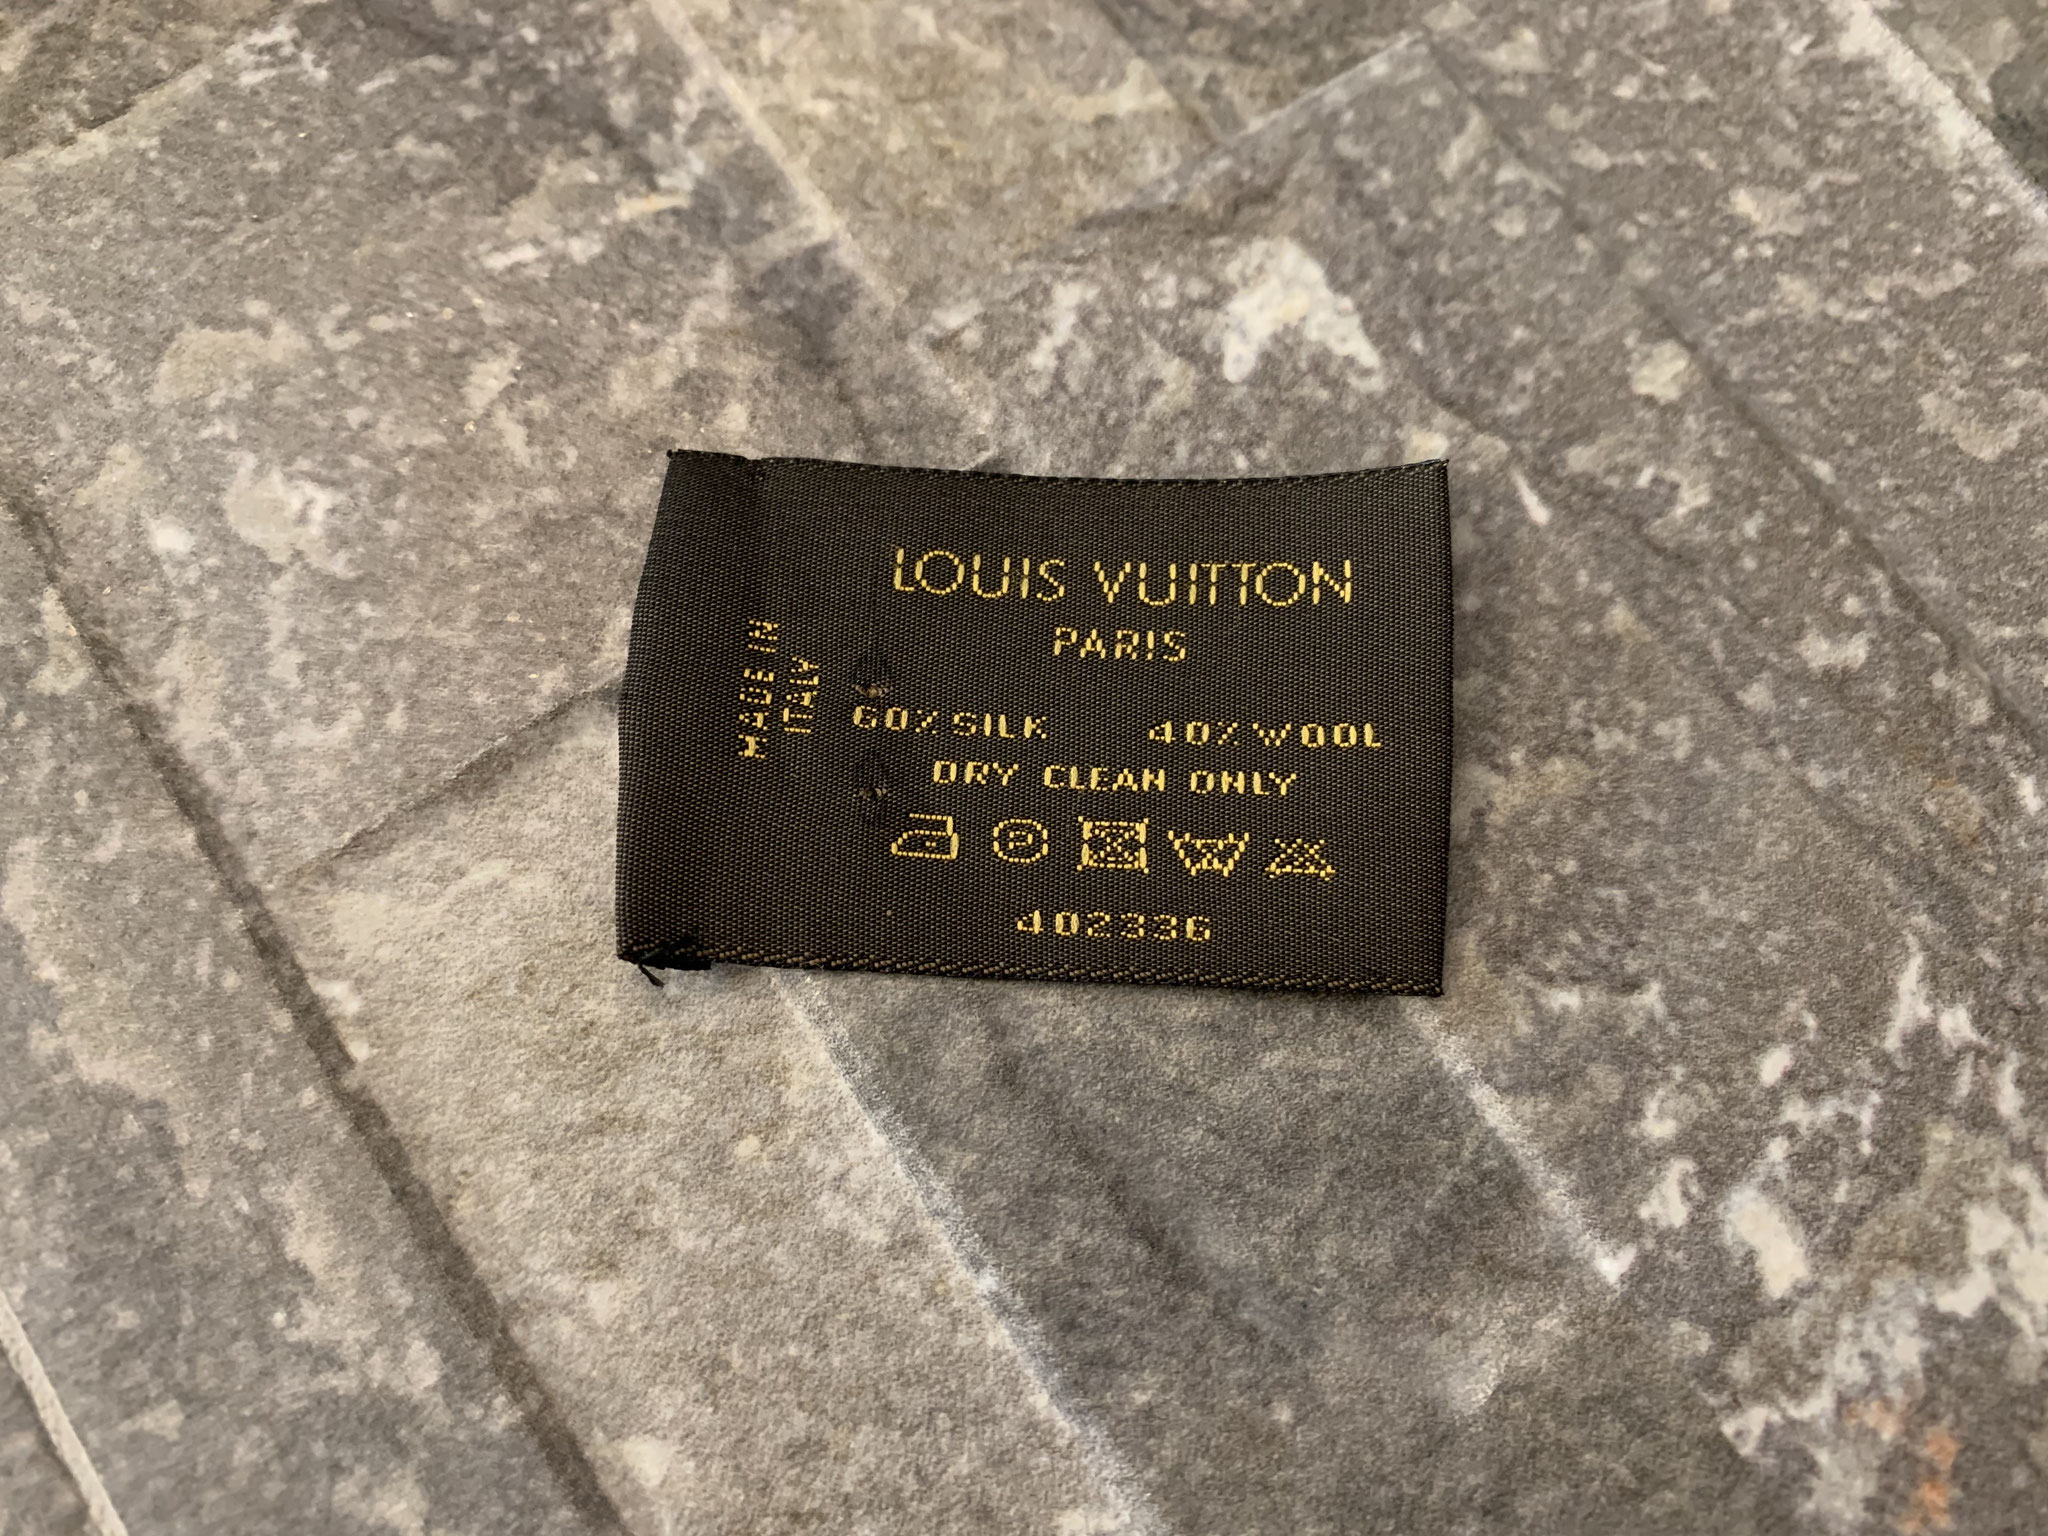 LOUIS VUITTON
PARIS
MADE IN
ITALY
60% SILK 40% WOOL
DRY CLEAN ONLY
P
402336